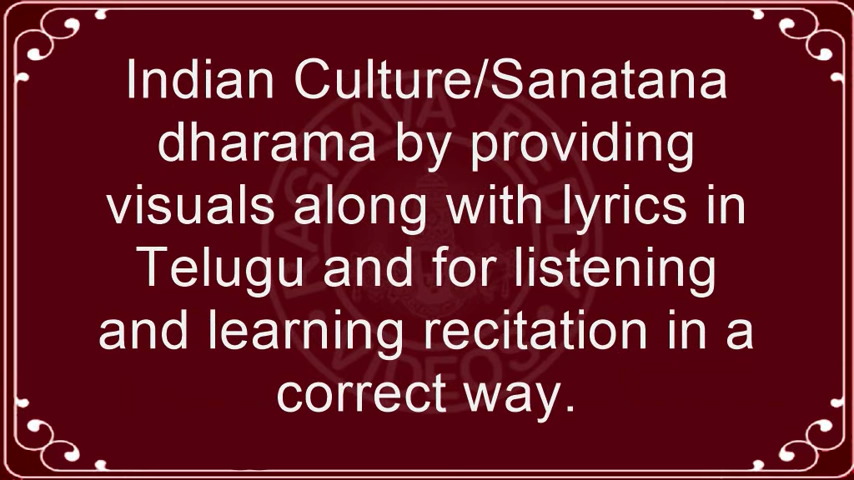 Indian Culture/Sanatana
dharama by providing
visuals along with lyrics in
Telugu and for listening
and learning recitation in a
correct way.
VIDEOS